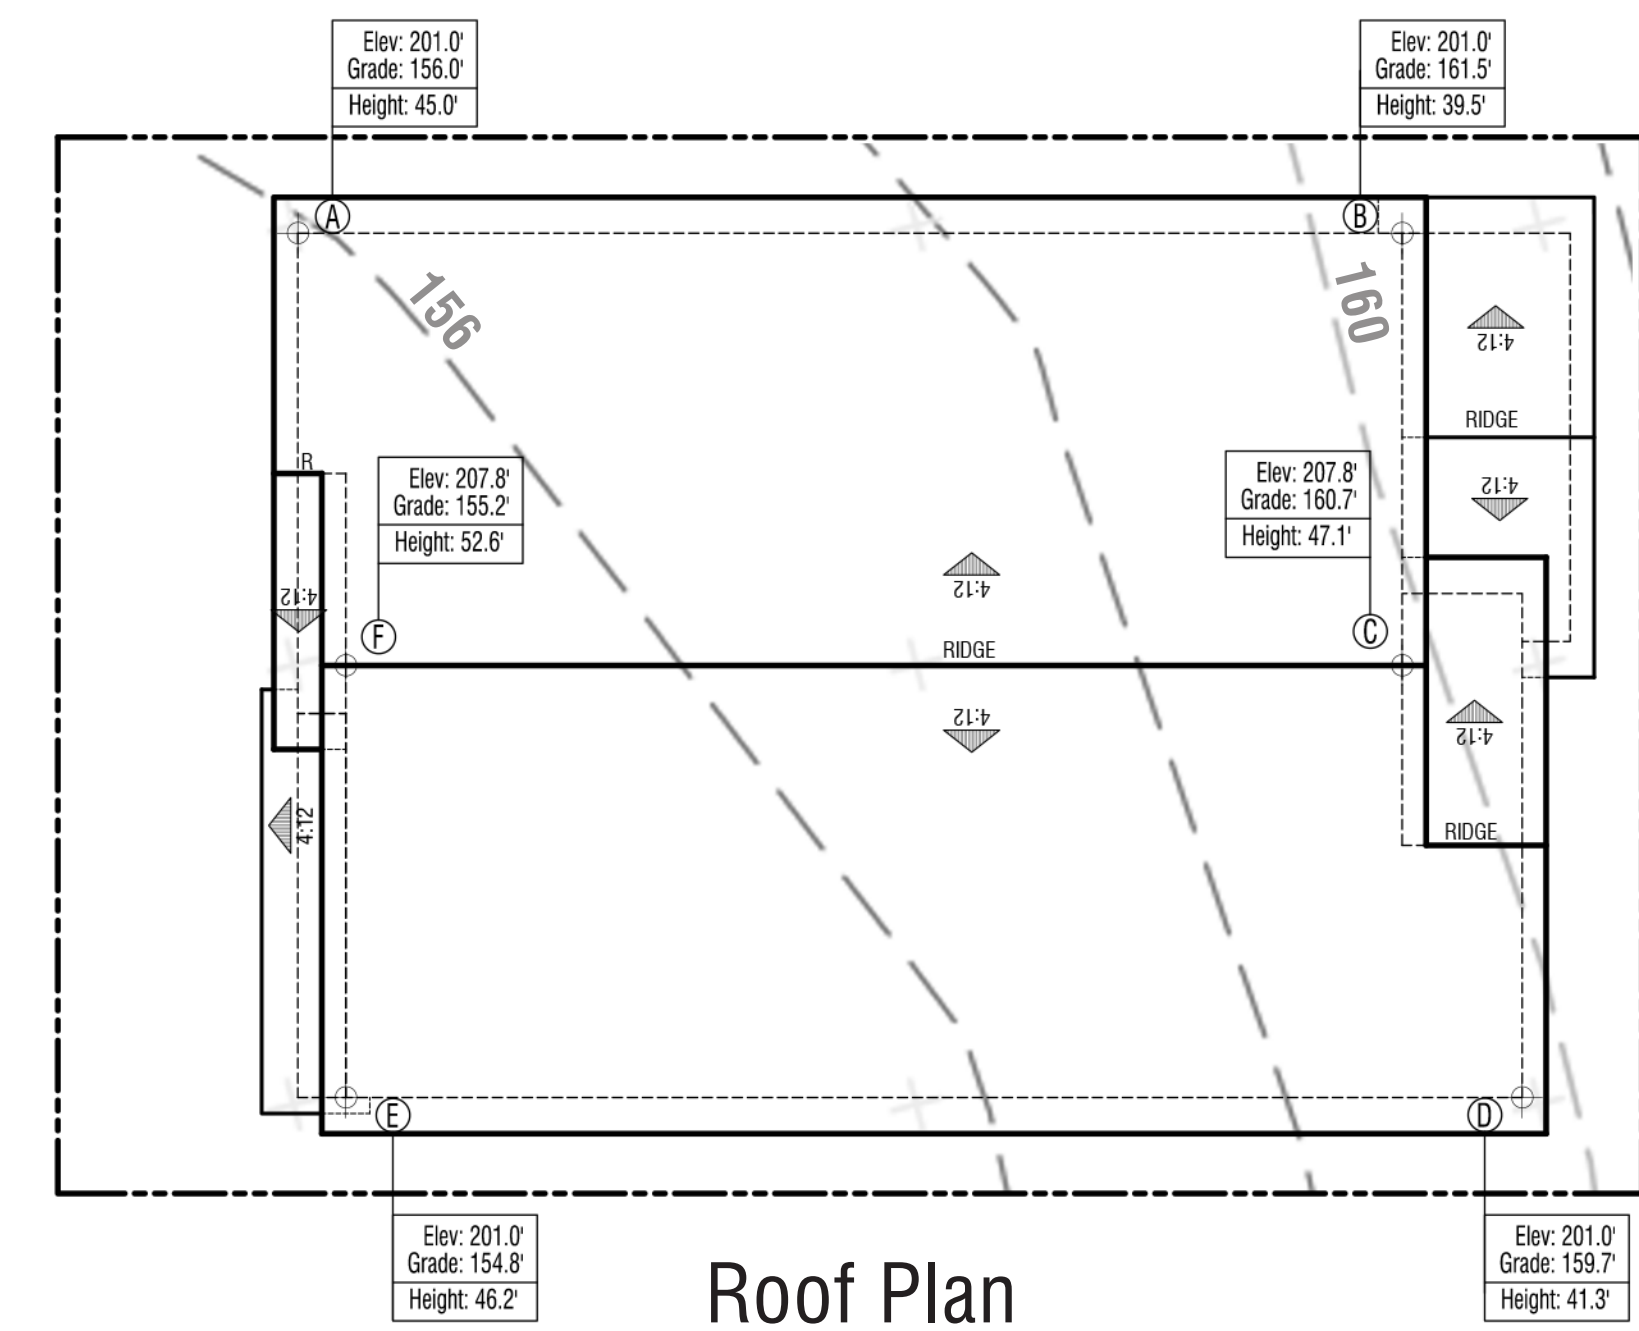 Elev: 201.0'
Grade: 156.0'
Height: 45.0'
Elev: 201.0'
Grade: 161.5'
Height: 39.5'
A
B
156
160
4:12
RIDGE
R
Elev: 207.8'
Grade: 155.2'
Height: 52.6'
Elev: 207.8'
Grade: 160.7'
Height: 47.1'
4:12
4:12
4:12
F
C
RIDGE
4:12
4:12
4:12
RIDGE
E
D
Elev: 201.0'
Grade: 154.8'
Height: 46.2'
Roof Plan
Elev: 201.0'
Grade: 159.7'
Height: 41.3'